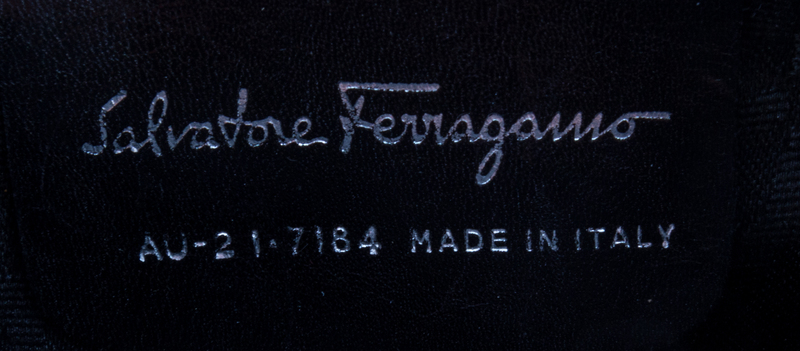 Salvatore Ferragamo
AU-21·7184 MADE IN ITALY